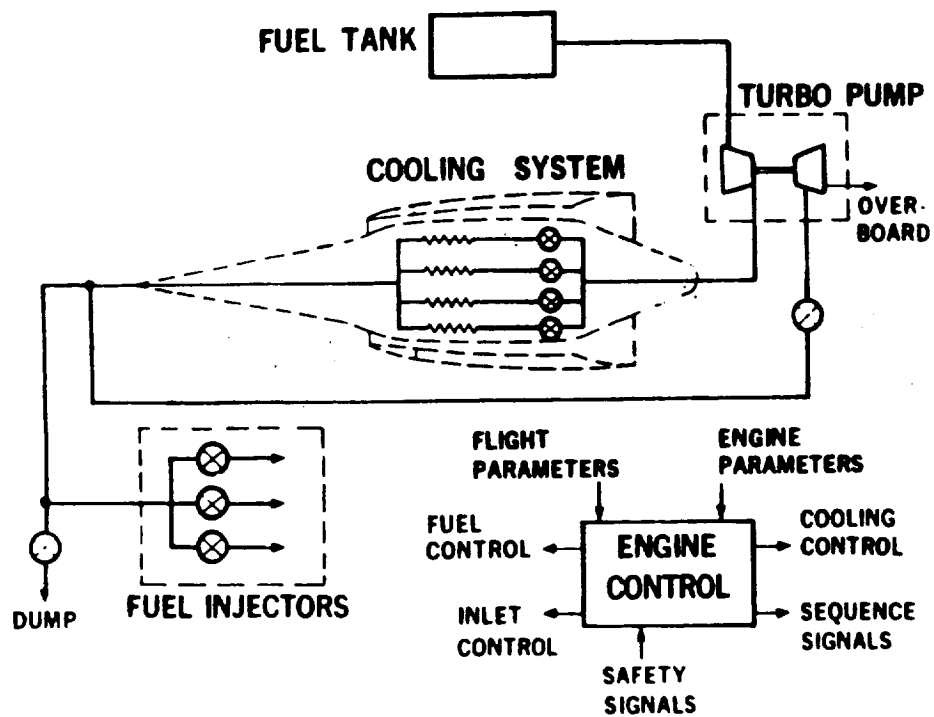 FUEL TANK
TURBO PUMP
COOLING SYSTEM
OVER-
BOARD
FLIGHT
PARAMETERS
ENGINE
PARAMETERS
FUEL
CONTROL
ENGINE
CONTROL
COOLING
CONTROL
FUEL INJECTORS
DUMP
INLET
CONTROL
SEQUENCE
SIGNALS
SAFETY
SIGNALS